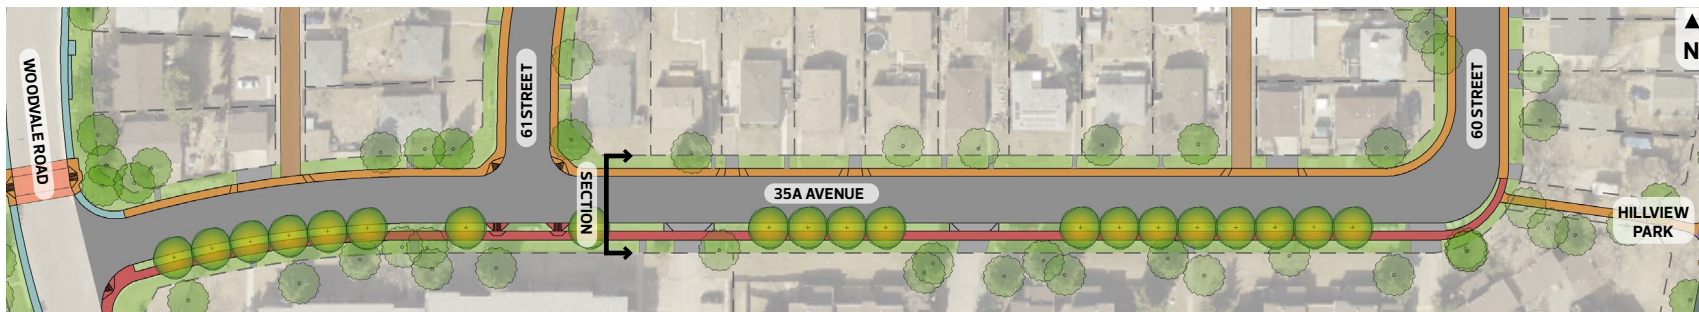 WOODVALE ROAD
61 STREET
SECTION
35A AVENUE
60 STREET
N
HILLVIEW
PARK